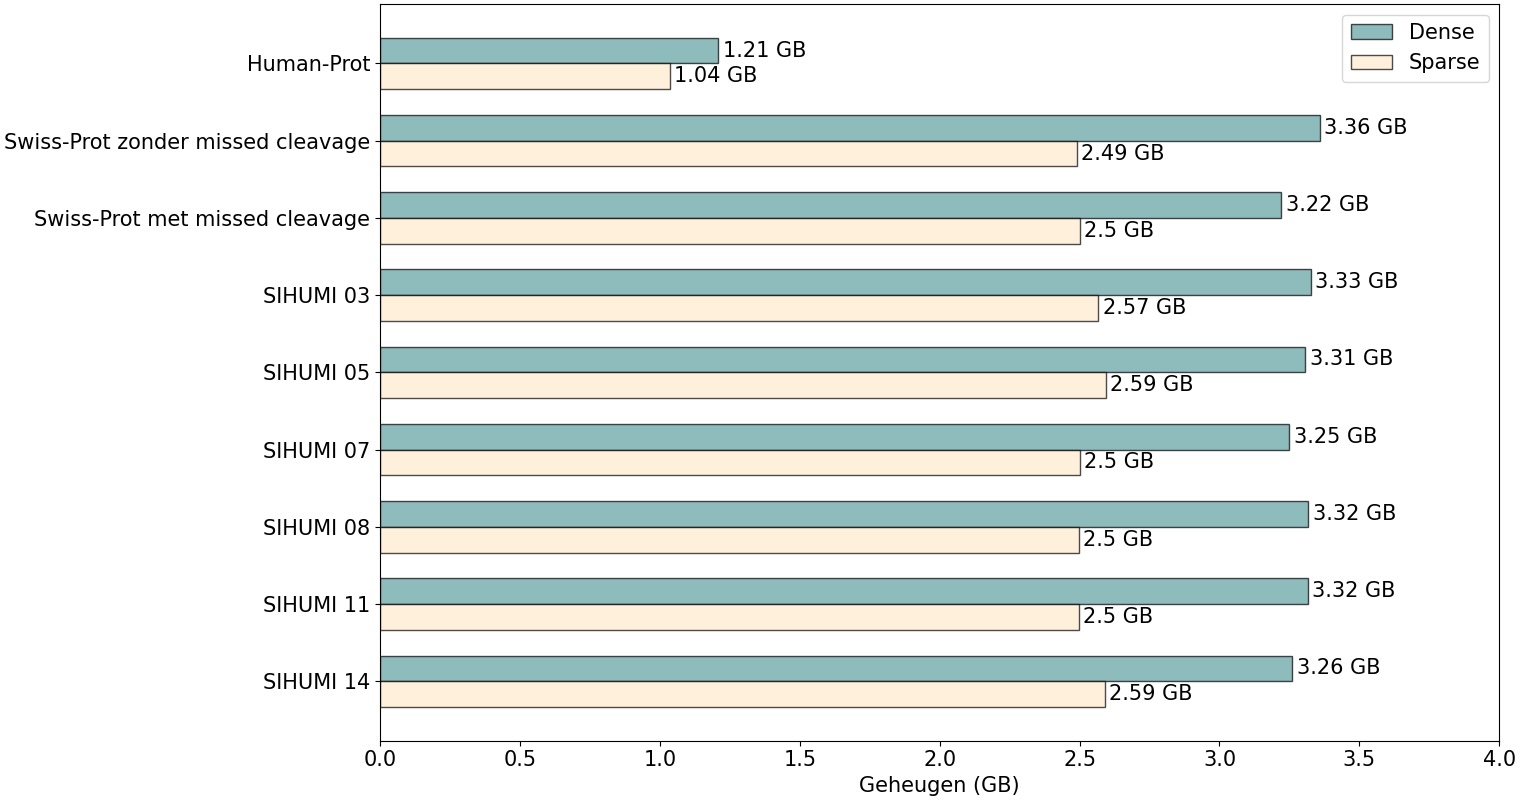 Dense
Sparse
Human-Prot
1.21 GB
1.04 GB
Swiss-Prot zonder missed cleavage
3.36 GB
2.49 GB
Swiss-Prot met missed cleavage
3.22 GB
2.5 GB
SIHUMI 03
3.33 GB
2.57 GB
SIHUMI 05
3.31 GB
2.59 GB
SIHUMI 07
3.25 GB
2.5 GB
SIHUMI 08
3.32 GB
2.5 GB
SIHUMI 11
3.32 GB
2.5 GB
SIHUMI 14
3.26 GB
2.59 GB
0.0 0.5 1.0 1.5 2.0 2.5 3.0 3.5 4.0
Geheugen (GB)